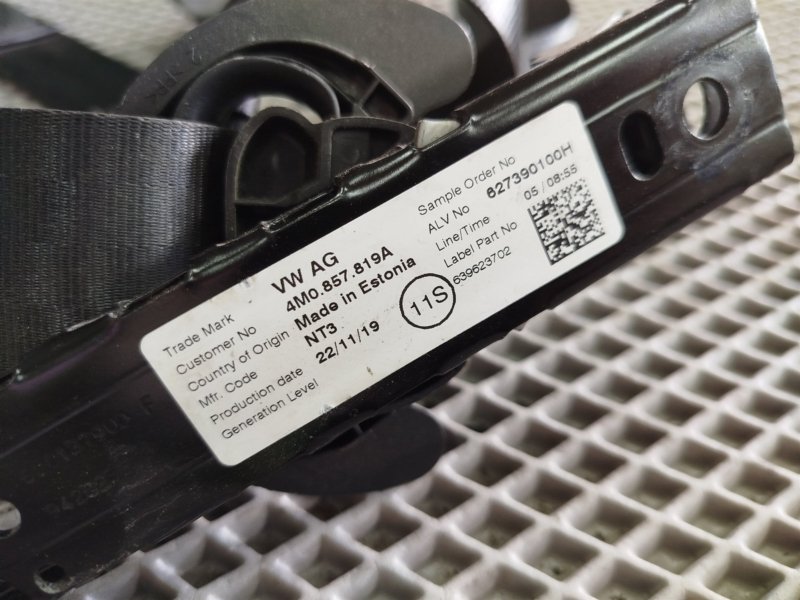 Trade Mark VW AG
Customer No 4M0.857.819A
Country of Origin Made in Estonia
Mfr. Code NT3
Production date 22/11/19
Generation Level
11S
Sample Order No
ALV No 827390100H
Line/Time 05 / 08:55
Label Part No
639623702